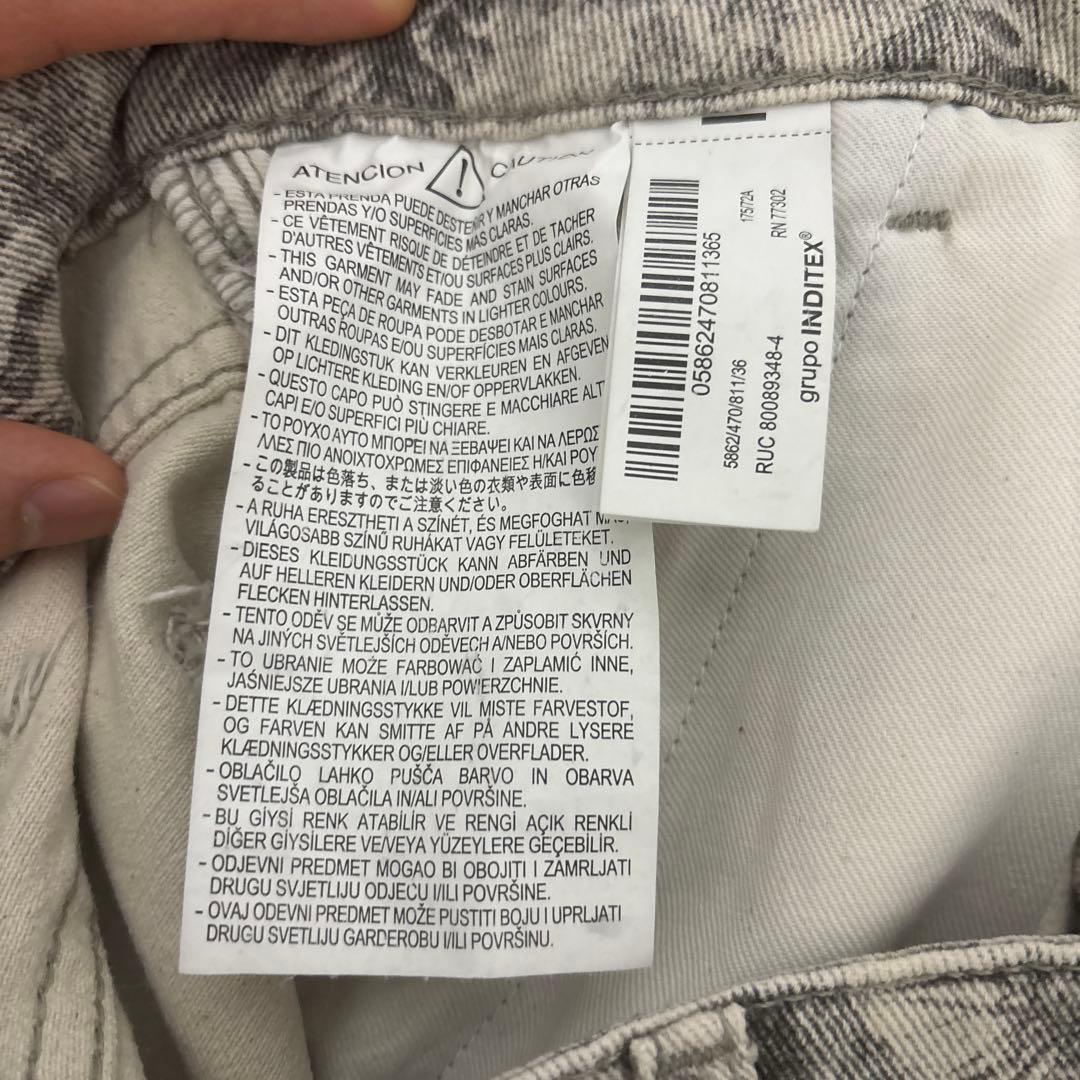 ATENCION CAUTION
- ESTA PRENDA PUEDE DESTEÑIR Y MANCHAR OTRAS
PRENDAS Y/O SUPERFICIES MAS CLARAS.
- CE VÊTEMENT RISQUE DE DÉTEINDRE ET DE TACHER
D'AUTRES VÊTEMENTS ET/OU SURFACES PLUS CLAIRS.
- THIS GARMENT MAY FADE AND STAIN SURFACES
AND/OR OTHER GARMENTS IN LIGHTER COLOURS.
- ESTA PEÇA DE ROUPA PODE DESBOTAR E MANCHAR
OUTRAS ROUPAS E/OU SUPERFÍCIES MAIS CLARAS.
- DIT KLEDINGSTUK KAN VERKLEUREN EN AFGEVEN
OP LICHTERE KLEDING EN/OF OPPERVLAKKEN.
- QUESTO CAPO PUÒ STINGERE E MACCHIARE ALT
CAPI E/O SUPERFICI PIÙ CHIARE.
- ΤΟ ΡΟΥΧΟ ΑΥΤΟ ΜΠΟΡΕΙ ΝΑ ΞΕΒΑΨΕΙ ΚΑΙ ΝΑ ΛΕΡΩΣ
ΛΛΕΣ ΠΙΟ ΑΝΟΙΧΤΟΧΡΩΜΕΣ ΕΠΙΦΑΝΕΙΕΣ Η/ΚΑΙ ΡΟΥ
- この製品は色落ち、または淡い色の衣類や表面に色移
ることがありますのでご注意ください。
- A RUHA ERESZTHETI A SZÍNÉT, ÉS MEGFOGHAT
VILÁGOSABB SZÍNŰ RUHÁKAT VAGY FELÜLETEKET.
- DIESES KLEIDUNGSSTÜCK KANN ABFÄRBEN UND
AUF HELLEREN KLEIDERN UND/ODER OBERFLÄCHEN
FLECKEN HINTERLASSEN.
- TENTO ODĚV SE MŮŽE ODBARVIT A ZPŮSOBIT SKVRNY
NA JINÝCH SVĚTLEJŠÍCH ODĚVECH A/NEBO POVRŠÍCH.
- TO UBRANIE MOŻE FARBOWAĆ I ZAPLAMIĆ INNE,
JAŚNIEJSZE UBRANIA I/LUB POWIERZCHNIE.
- DETTE KLÆDNINGSSTYKKE VIL MISTE FARVESTOF,
OG FARVEN KAN SMITTE AF PÅ ANDRE LYSERE
KLÆDNINGSSTYKKER OG/ELLER OVERFLADER.
- OBLAČILO LAHKO PUŠČA BARVO IN OBARVA
SVETLEJŠA OBLAČILA IN/ALI POVRŠINE.
- BU GİYSİ RENK ATABİLİR VE RENGİ AÇIK RENKLİ
DİĞER GİYSİLERE VE/VEYA YÜZEYLERE GEÇEBİLİR.
- ODJEVNI PREDMET MOGAO BI OBOJITI I ZAMRLJATI
DRUGU SVJETLIJU ODJEĆU I/ILI POVRŠINE.
- OVAJ ODEVNI PREDMET MOŽE PUSTITI BOJU I UPRLJATI
DRUGU SVETLIJU GARDEROBU I/ILI POVRŠINU.
05862470811365
175/72A
RN 77302
5862/470/811/36
RUC 80089348-4
grupo INDITEX®